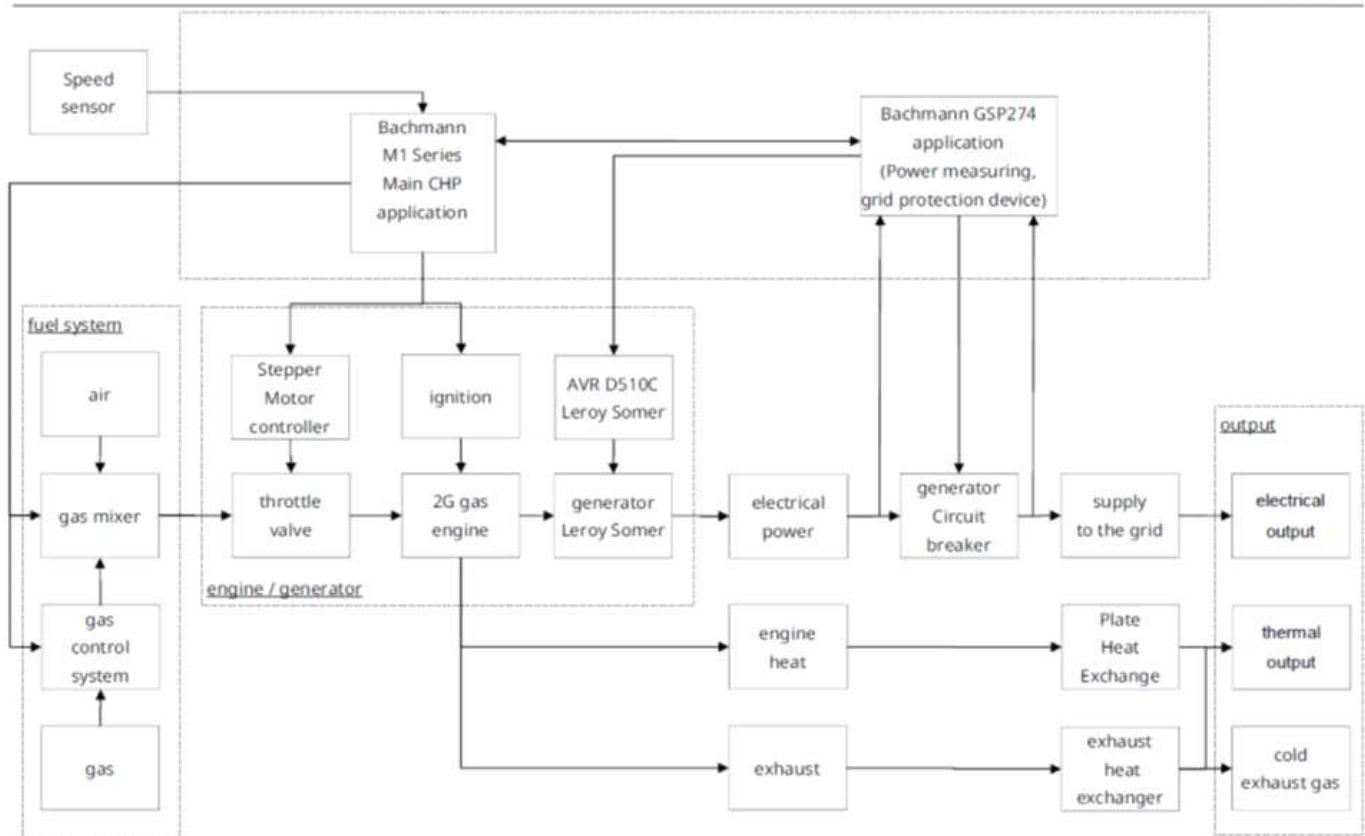 Speed
sensor
Bachmann
M1 Series
Main CHP
application
Bachmann GSP274
application
(Power measuring,
grid protection device)
fuel system
air
Stepper
Motor
controller
ignition
AVR D510C
Leroy Somer
output
gas mixer
throttle
valve
2G gas
engine
generator
Leroy Somer
electrical
power
generator
Circuit
breaker
supply
to the grid
electrical
output
engine / generator
gas
control
system
engine
heat
Plate
Heat
Exchange
thermal
output
gas
exhaust
exhaust
heat
exchanger
cold
exhaust gas